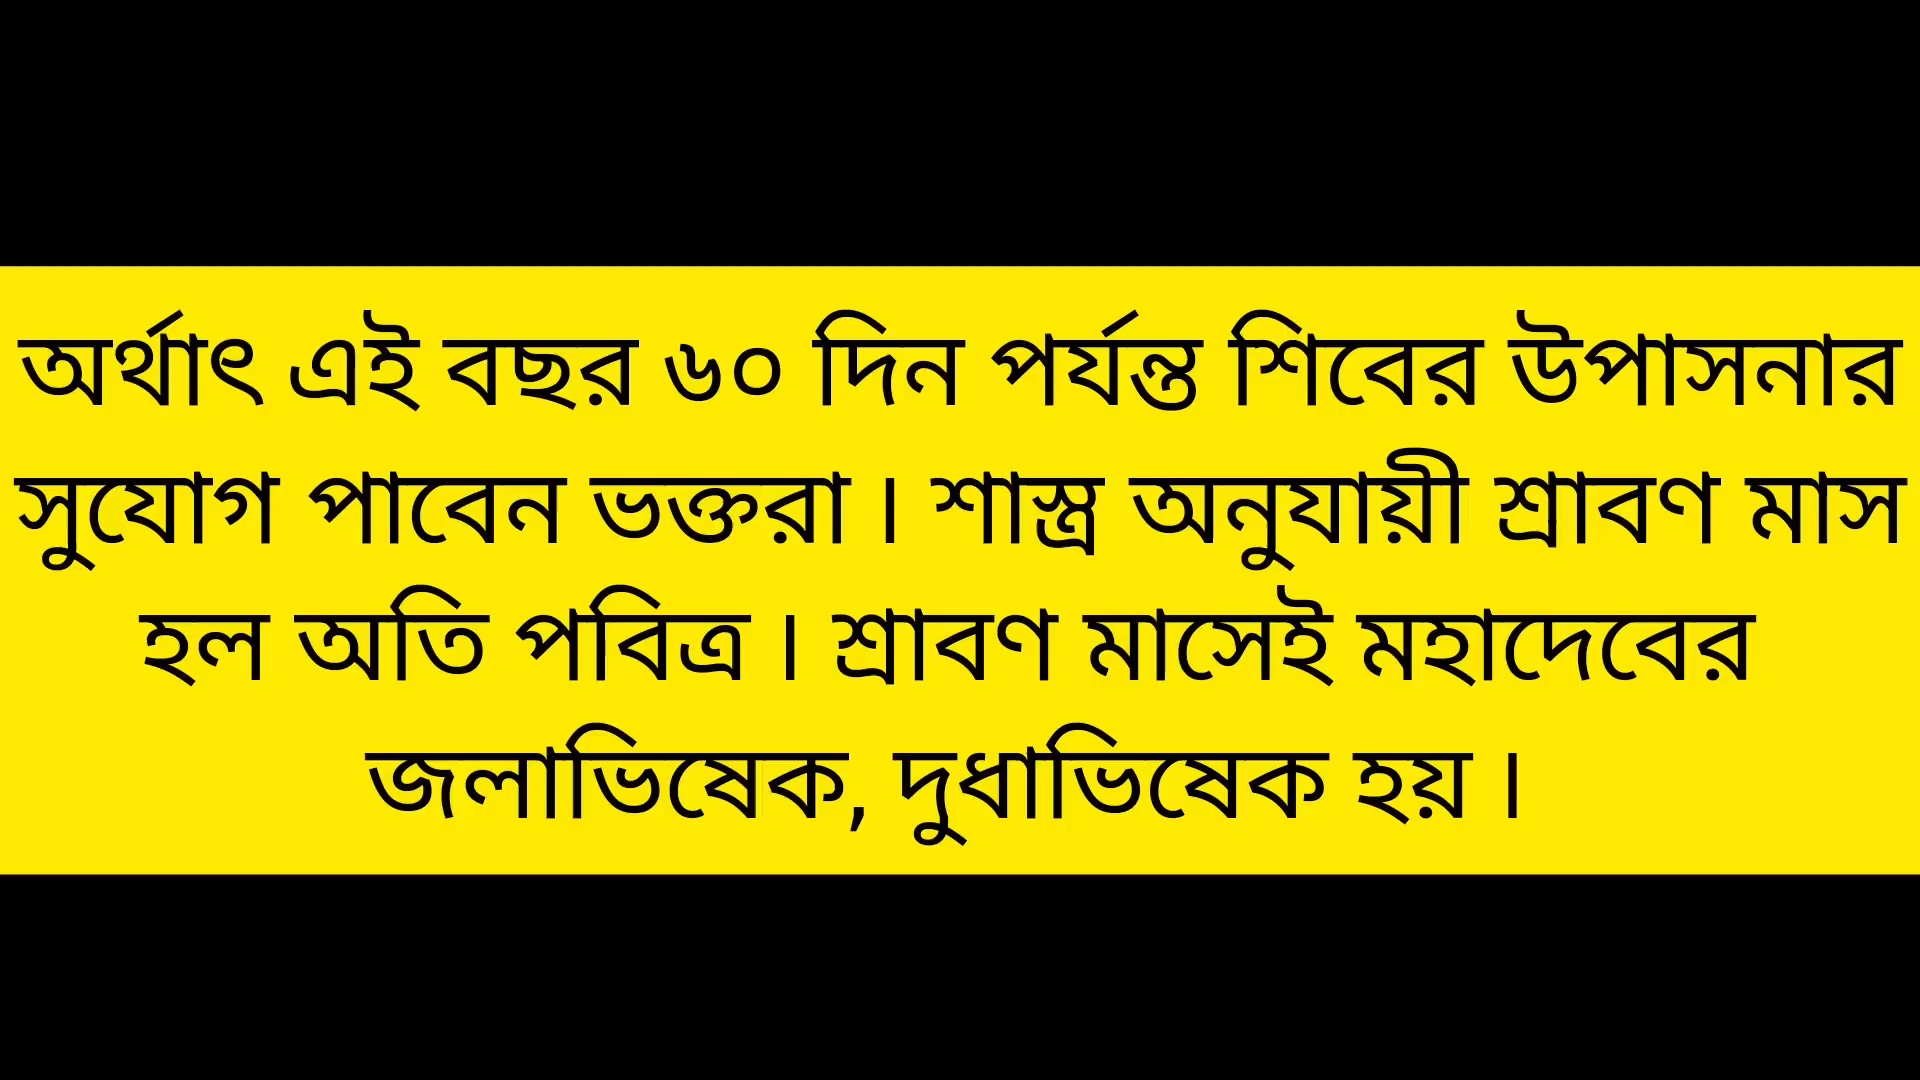 অর্থাৎ এই বছর ৬০ দিন পর্যন্ত শিবের উপাসনার
সুযোগ পাবেন ভক্তরা । শাস্ত্র অনুযায়ী শ্রাবণ মাস
হল অতি পবিত্র । শ্রাবণ মাসেই মহাদেবের
জলাভিষেক, দুধাভিষেক হয় ।